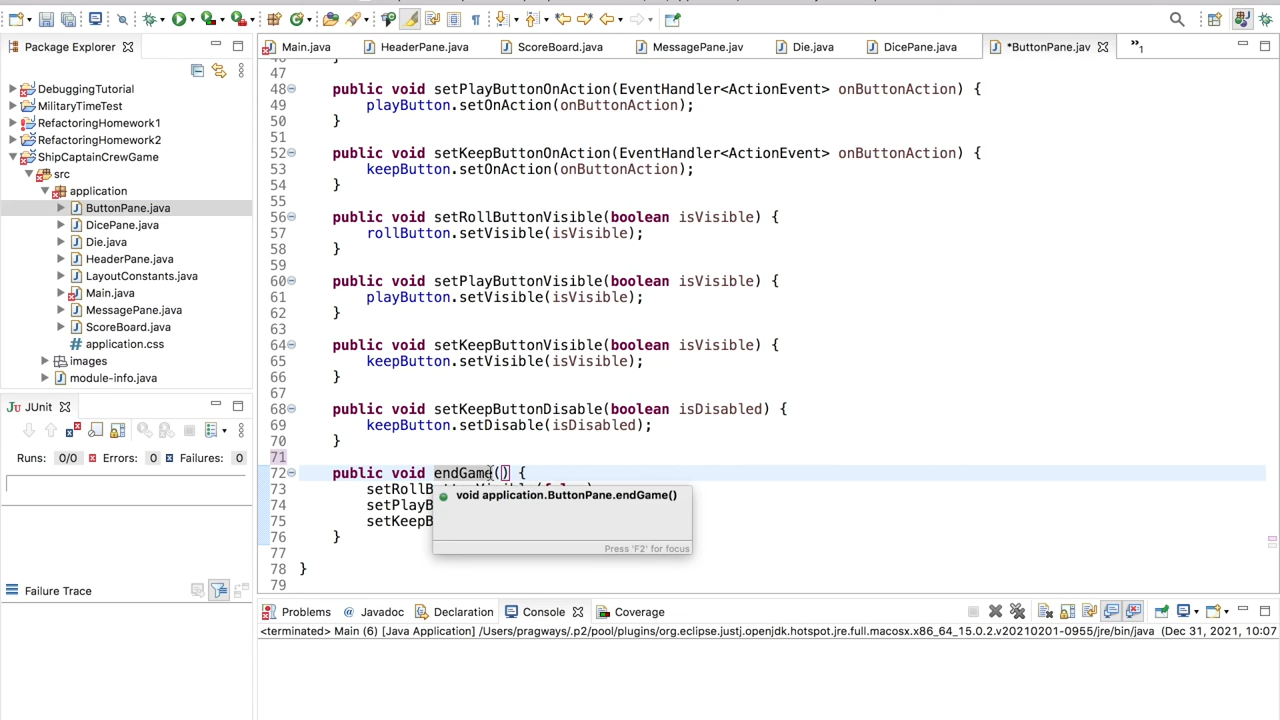 Package Explorer
Main.java
HeaderPane.java
ScoreBoard.java
MessagePane.jav
Die.java
DicePane.java
*ButtonPane.jav
»1
DebuggingTutorial
MilitaryTimeTest
RefactoringHomework1
RefactoringHomework2
ShipCaptainCrewGame
src
application
ButtonPane.java
DicePane.java
Die.java
HeaderPane.java
LayoutConstants.java
Main.java
MessagePane.java
ScoreBoard.java
application.css
images
module-info.java
JUnit
Runs: 0/0
Errors: 0
Failures: 0
Failure Trace
47
48 public void setPlayButtonOnAction(EventHandler<ActionEvent> onButtonAction) {
49 playButton.setOnAction(onButtonAction);
50 }
51
52 public void setKeepButtonOnAction(EventHandler<ActionEvent> onButtonAction) {
53 keepButton.setOnAction(onButtonAction);
54 }
55
56 public void setRollButtonVisible(boolean isVisible) {
57 rollButton.setVisible(isVisible);
58 }
59
60 public void setPlayButtonVisible(boolean isVisible) {
61 playButton.setVisible(isVisible);
62 }
63
64 public void setKeepButtonVisible(boolean isVisible) {
65 keepButton.setVisible(isVisible);
66 }
67
68 public void setKeepButtonDisable(boolean isDisabled) {
69 keepButton.setDisable(isDisabled);
70 }
71
72 public void endGame() {
73 setRollB
74 setPlayB
75 setKeepB
76 }
77
78 }
79
void application.ButtonPane.endGame()
Press 'F2' for focus
Problems
@ Javadoc
Declaration
Console
Coverage
<terminated> Main (6) [Java Application] /Users/pragways/.p2/pool/plugins/org.eclipse.justj.openjdk.hotspot.jre.full.macosx.x86_64_15.0.2.v20210201-0955/jre/bin/java (Dec 31, 2021, 10:07